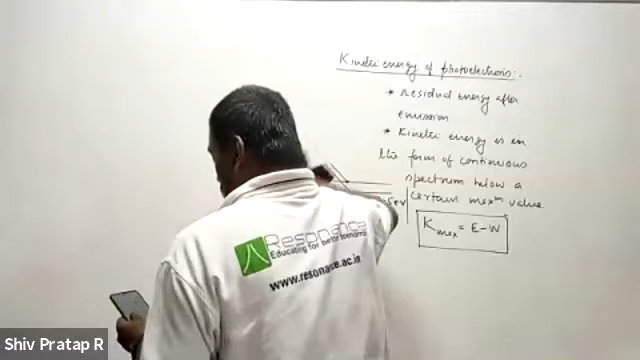 Kinetic energy of photoelectrons:.
* Residual energy after
emission
* Kinetic energy is in
the form of continuous
spectrum below a
certain maxm value
5eV
Kmax = E-W
Resonance
Educating for better tomorrow
www.resonance.ac.in
Shiv Pratap R